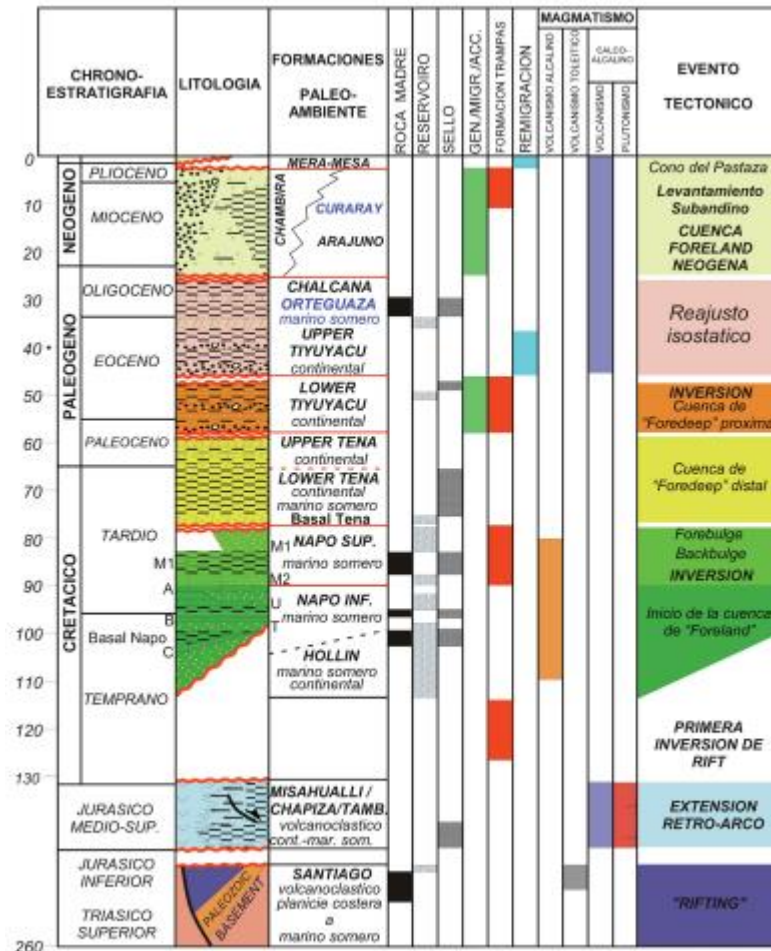 CHRONO-
ESTRATIGRAFIA
LITOLOGIA
FORMACIONES
PALEO-
AMBIENTE
ROCA MADRE
RESERVOIRO
SELLO
GEN./MIGR./ACC.
FORMACION TRAMPAS
REMIGRACION
MAGMATISMO
VOLCANISMO ALCALINO
VOLCANISMO TOLEITICO
CALCO-
ALCALINO
VOLCANISMO
PLUTONISMO
EVENTO
TECTONICO
0
10
20
30
40
50
60
70
80
90
100
110
120
130
260
NEOGENO
PALEOGENO
CRETACICO
PLIOCENO
MIOCENO
OLIGOCENO
EOCENO
PALEOCENO
TARDIO
M1
A
B
Basal Napo
C
TEMPRANO
JURASICO
MEDIO-SUP.
JURASICO
INFERIOR
TRIASICO
SUPERIOR
PALEOZOIC
BASEMENT
MERA-MESA
CHAMBIRA
CURARAY
ARAJUNO
CHALCANA
ORTEGUAZA
marino somero
UPPER
TIYUYACU
continental
LOWER
TIYUYACU
continental
UPPER TENA
continental
LOWER TENA
continental
marino somero
Basal Tena
M1 NAPO SUP.
marino somero
M2
NAPO INF.
U marino somero
T
HOLLIN
marino somero
continental
MISAHUALLI /
CHAPIZA/TAMB.
volcanoclastico
cont.-mar. som.
SANTIAGO
volcanoclastico
planicie costera
a
marino somero
Cono del Pastaza
Levantamiento
Subandino
CUENCA
FORELAND
NEOGENA
Reajusto
isostatico
INVERSION
Cuenca de
"Foredeep" proximal
Cuenca de
"Foredeep" distal
Forebulge
Backbulge
INVERSION
Inicio de la cuenca
de "Foreland"
PRIMERA
INVERSION DE
RIFT
EXTENSION
RETRO-ARCO
"RIFTING"